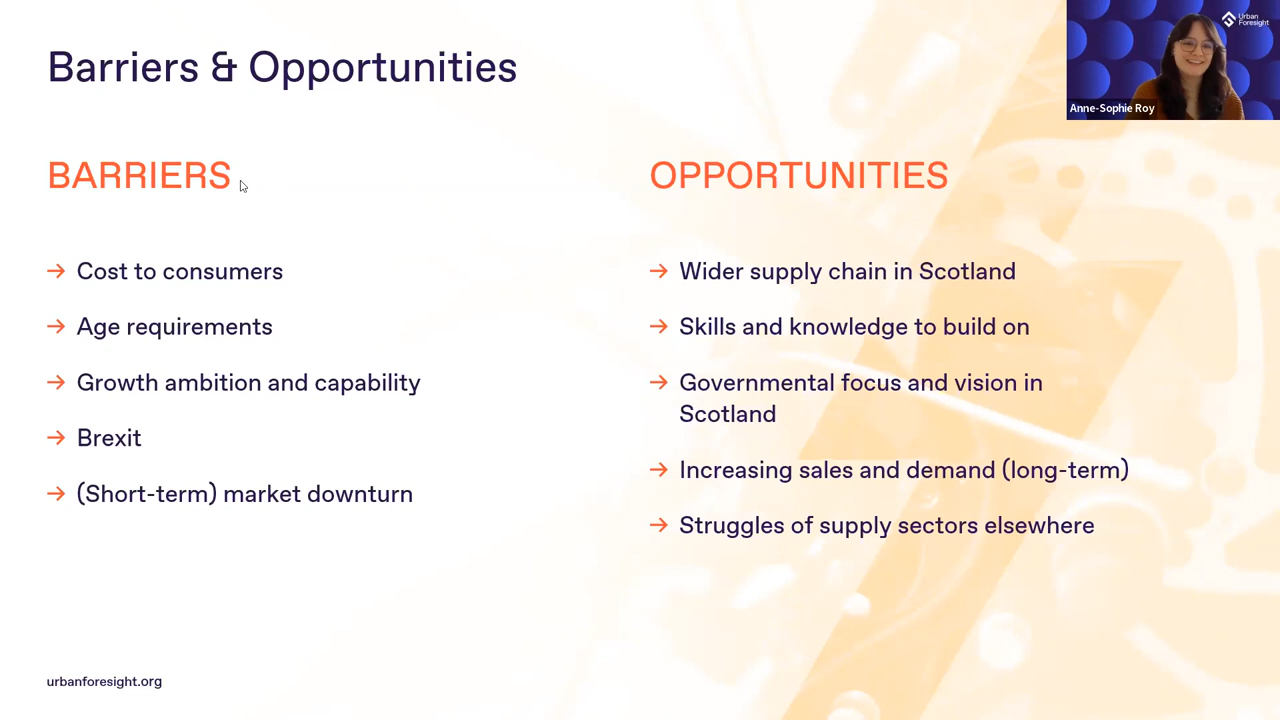 Barriers & Opportunities
Urban
Foresight
Anne-Sophie Roy
BARRIERS
→ Cost to consumers
→ Age requirements
→ Growth ambition and capability
→ Brexit
→ (Short-term) market downturn
OPPORTUNITIES
→ Wider supply chain in Scotland
→ Skills and knowledge to build on
→ Governmental focus and vision in
Scotland
→ Increasing sales and demand (long-term)
→ Struggles of supply sectors elsewhere
urbanforesight.org